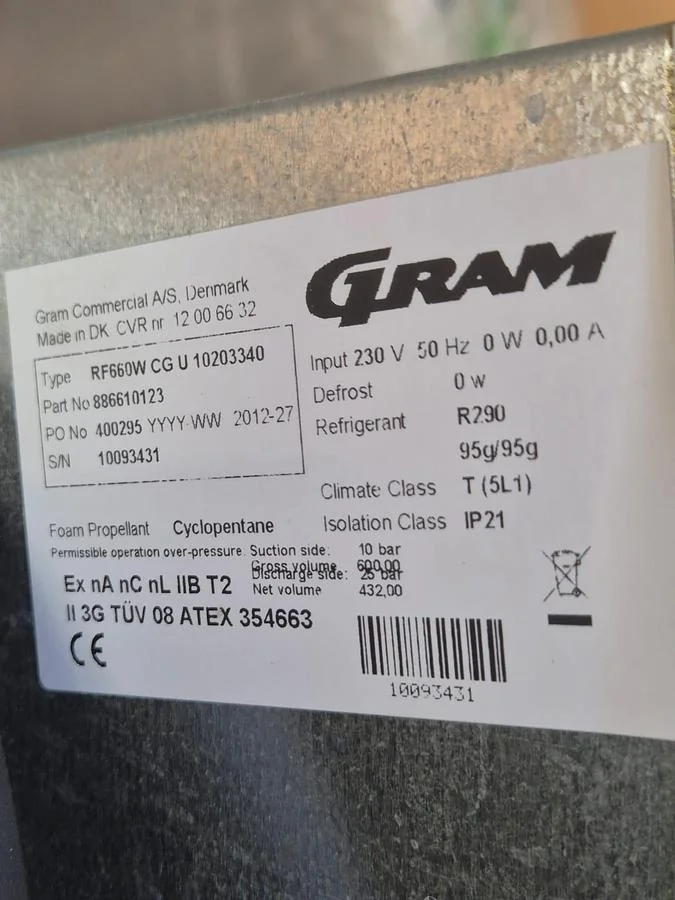 Gram Commercial A/S, Denmark
Made in DK CVR nr 12 00 66 32
GRAM
Type RF660W CG U 10203340
Part No 886610123
PO No 400295 YYYY-WW 2012-27
S/N 10093431
Input 230 V 50 Hz 0 W 0,00 A
Defrost 0 w
Refrigerant R290
95g/95g
Climate Class T (5L1)
Isolation Class IP21
Foam Propellant Cyclopentane
Permissible operation over-pressure. Suction side: 10 bar
Gross volume 600,00
Discharge side: 25 bar
Net volume 432,00
Ex nA nC nL IIB T2
II 3G TÜV 08 ATEX 354663
CE
10093431